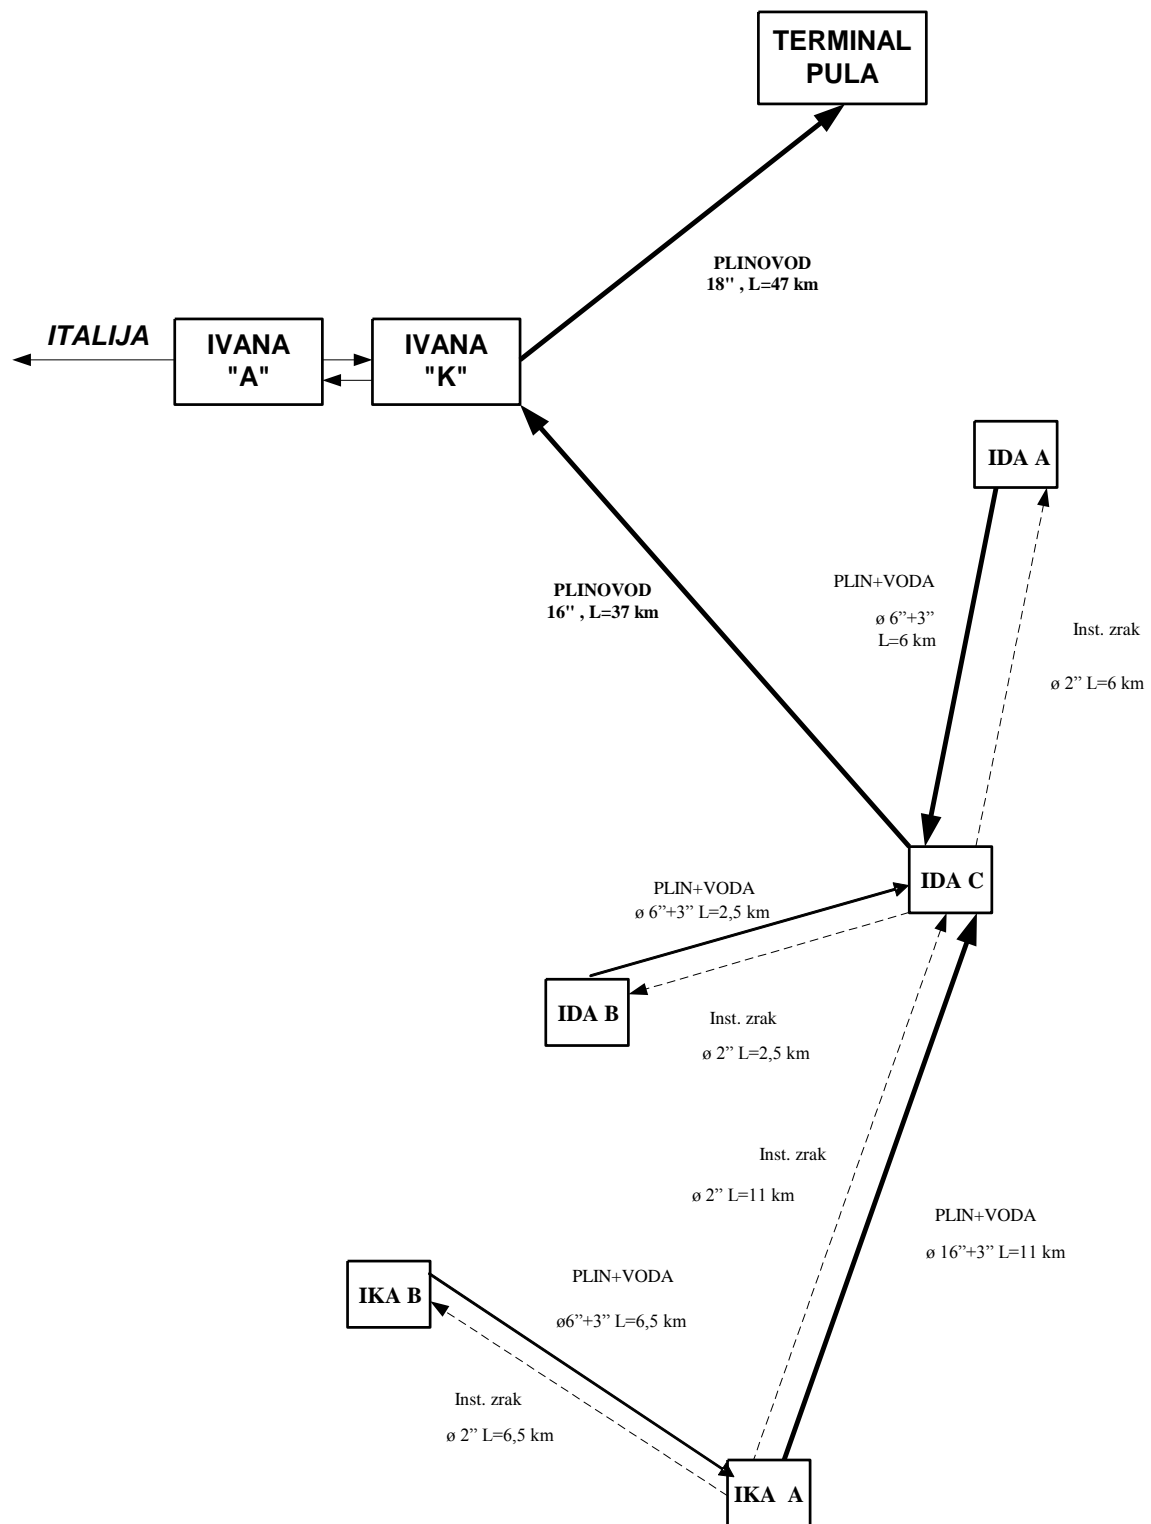 TERMINAL
PULA
PLINOVOD
18" , L=47 km
ITALIJA
IVANA
"A"
IVANA
"K"
IDA A
PLINOVOD
16" , L=37 km
PLIN+VODA
ø 6”+3”
L=6 km
Inst. zrak
ø 2” L=6 km
IDA C
PLIN+VODA
ø 6”+3” L=2,5 km
IDA B
Inst. zrak
ø 2” L=2,5 km
Inst. zrak
ø 2” L=11 km
PLIN+VODA
ø 16”+3” L=11 km
IKA B
PLIN+VODA
ø6”+3” L=6,5 km
Inst. zrak
ø 2” L=6,5 km
IKA A